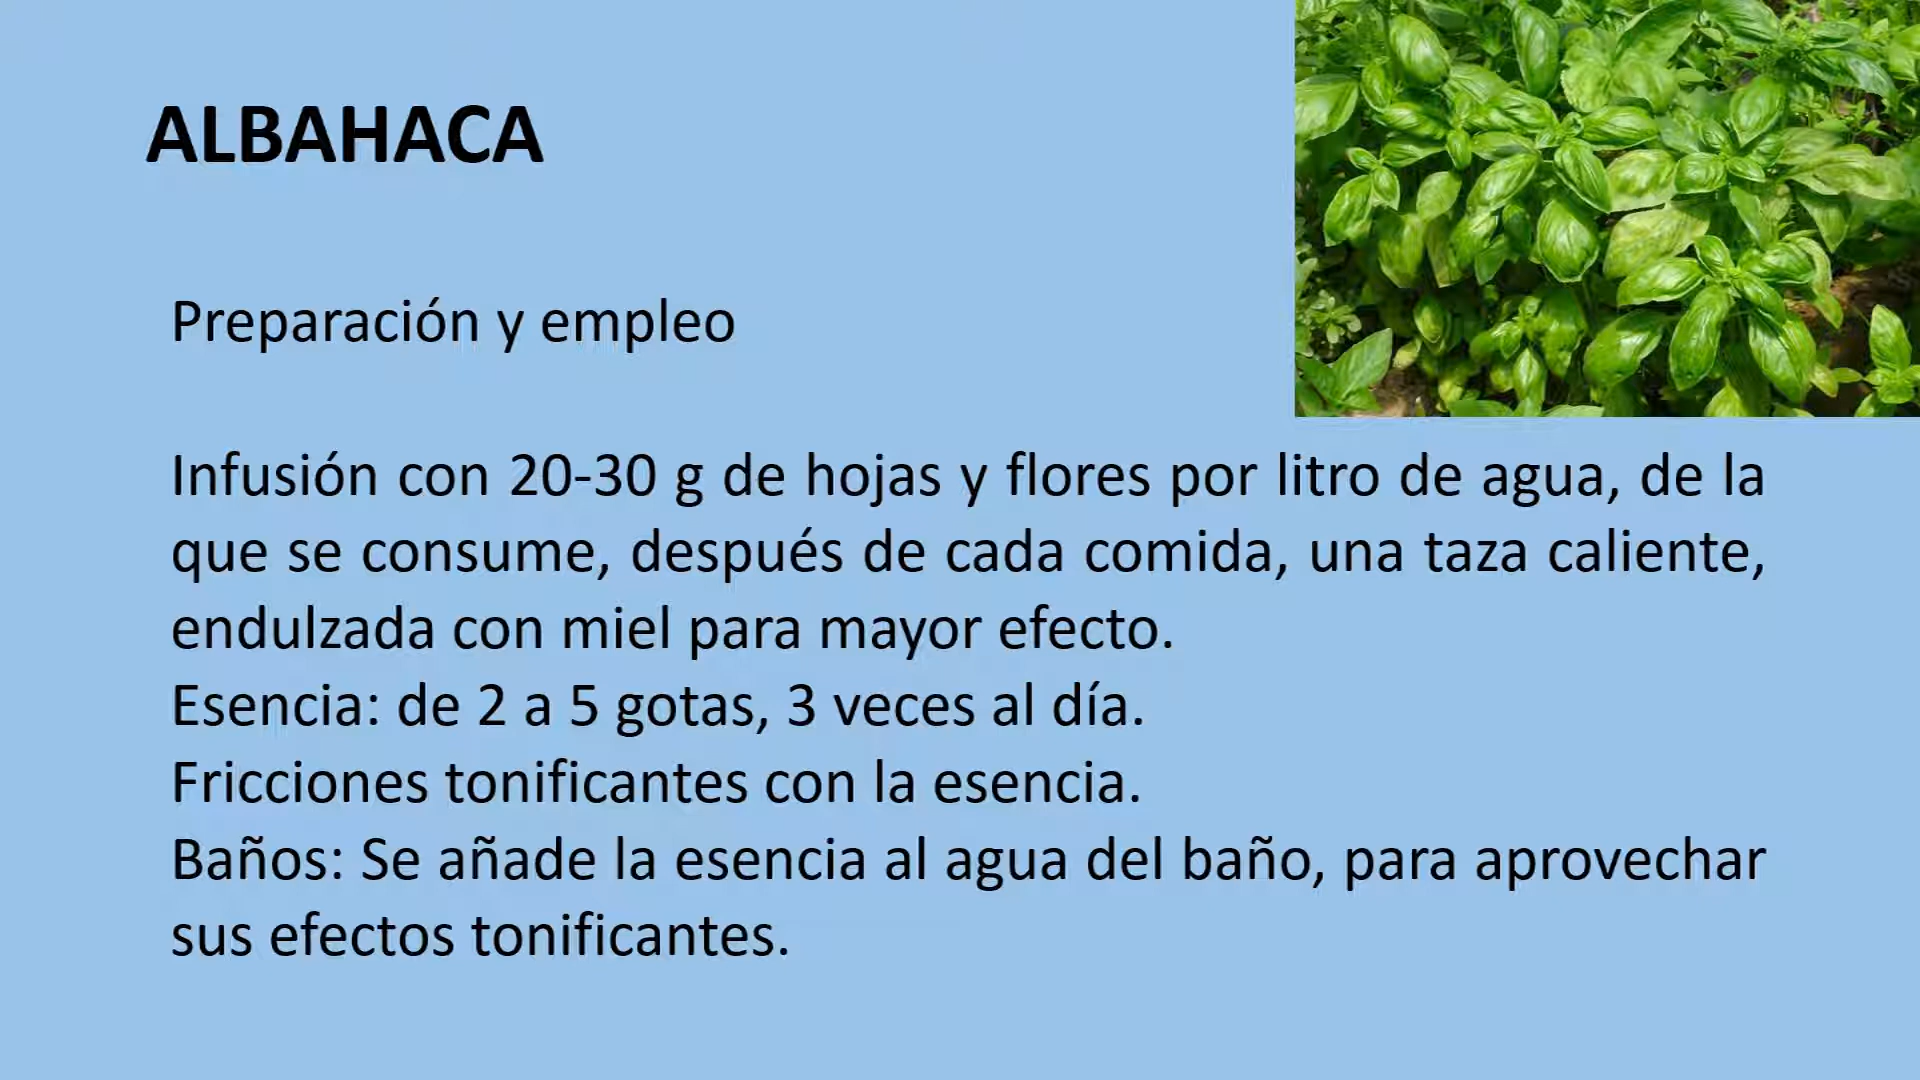 ALBAHACA
Preparación y empleo
Infusión con 20-30 g de hojas y flores por litro de agua, de la
que se consume, después de cada comida, una taza caliente,
endulzada con miel para mayor efecto.
Esencia: de 2 a 5 gotas, 3 veces al día.
Fricciones tonificantes con la esencia.
Baños: Se añade la esencia al agua del baño, para aprovechar
sus efectos tonificantes.